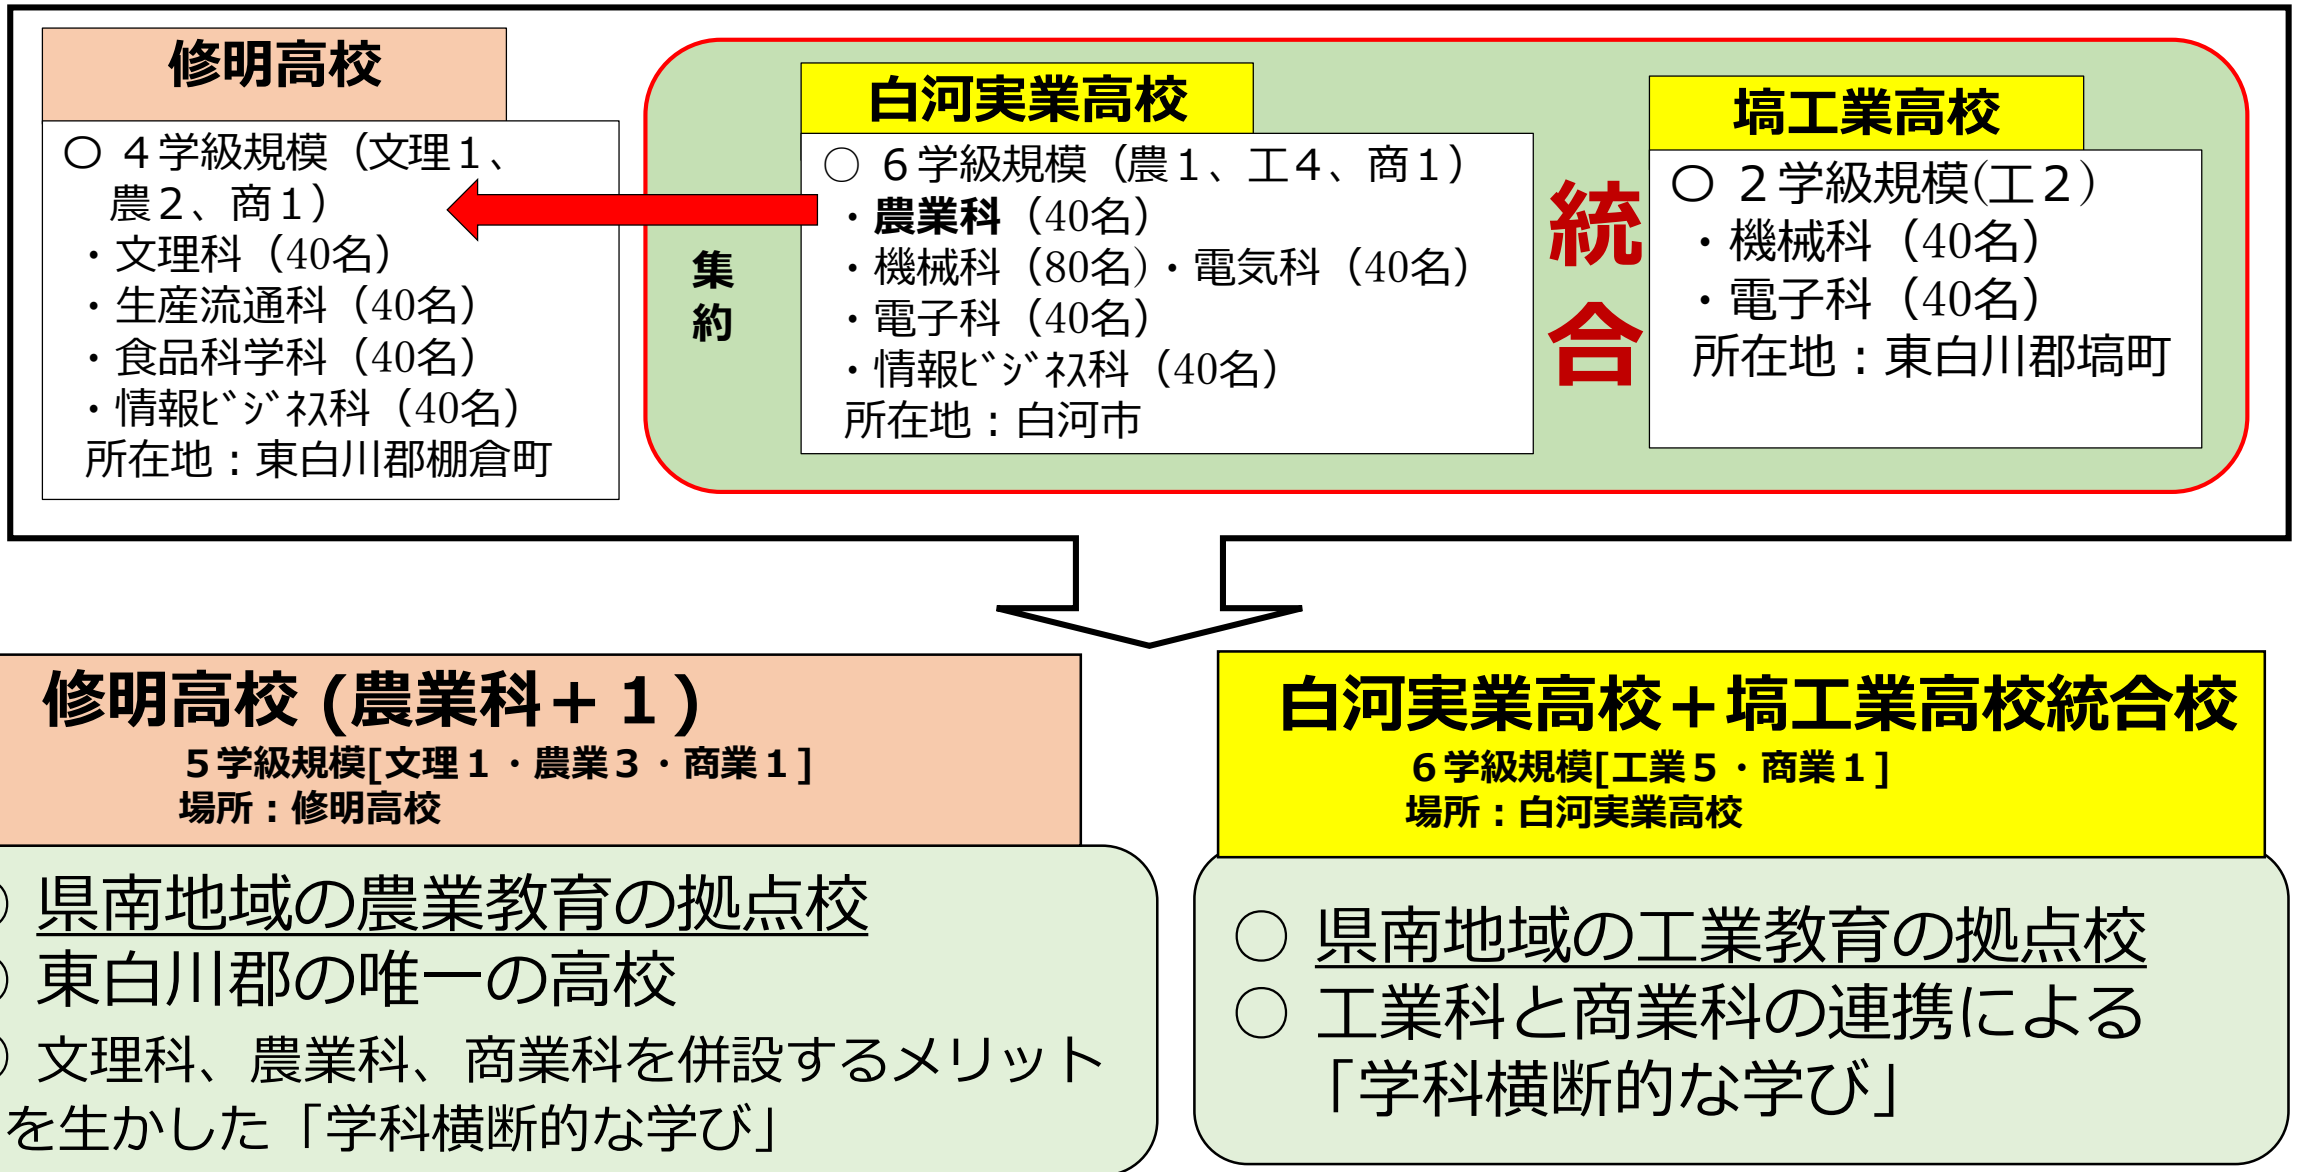 修明高校
〇 ４学級規模（文理１、
農２、商１）
・文理科（40名）
・生産流通科（40名）
・食品科学科（40名）
・情報ﾋﾞｼﾞﾈｽ科（40名）
所在地：東白川郡棚倉町
集約
白河実業高校
○ ６学級規模（農１、工４、商１）
・農業科（40名）
・機械科（80名）・電気科（40名）
・電子科（40名）
・情報ﾋﾞｼﾞﾈｽ科（40名）
所在地：白河市
統合
塙工業高校
〇 ２学級規模(工２)
・機械科（40名）
・電子科（40名）
所在地：東白川郡塙町
修明高校 (農業科＋１)
５学級規模[文理１・農業３・商業１]
場所：修明高校
○ 県南地域の農業教育の拠点校
○ 東白川郡の唯一の高校
○ 文理科、農業科、商業科を併設するメリット
を生かした「学科横断的な学び」
白河実業高校＋塙工業高校統合校
６学級規模[工業５・商業１]
場所：白河実業高校
○ 県南地域の工業教育の拠点校
○ 工業科と商業科の連携による
「学科横断的な学び」